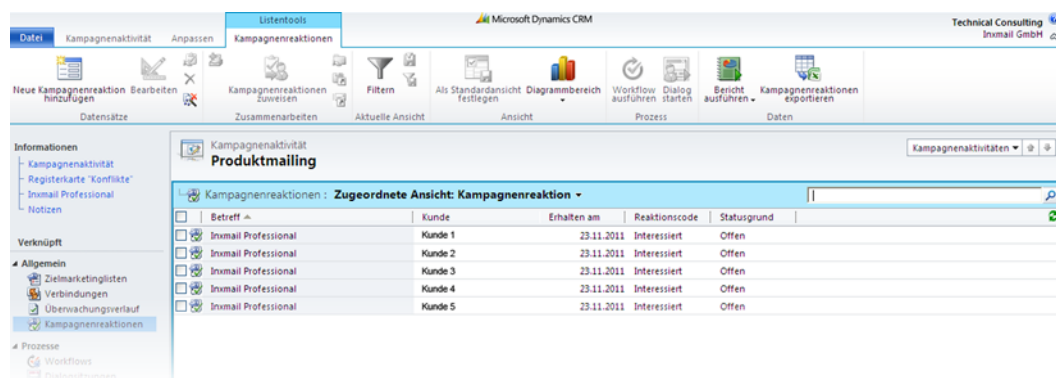 Listentools
Microsoft Dynamics CRM
Technical Consulting
Datei Kampagnenaktivität Anpassen Kampagnenreaktionen
Inxmail GmbH
Neue Kampagnenreaktion hinzufügen
Bearbeiten
Kampagnenreaktionen zuweisen
Filtern
Als Standardansicht festlegen
Diagrammbereich
Workflow ausführen
Dialog starten
Bericht ausführen
Kampagnenreaktionen exportieren
Datensätze Zusammenarbeiten Aktuelle Ansicht Ansicht Prozess Daten
Informationen
Kampagnenaktivität
Registerkarte "Konflikte"
Inxmail Professional
Notizen
Verknüpft
Allgemein
Zielmarketinglisten
Verbindungen
Überwachungsverlauf
Kampagnenreaktionen
Prozesse
Workflows
Kampagnenaktivität
Produktmailing
Kampagnenaktivitäten
Kampagnenreaktionen : Zugeordnete Ansicht: Kampagnenreaktion
Betreff Kunde Erhalten am Reaktionscode Statusgrund
Inxmail Professional Kunde 1 23.11.2011 Interessiert Offen
Inxmail Professional Kunde 2 23.11.2011 Interessiert Offen
Inxmail Professional Kunde 3 23.11.2011 Interessiert Offen
Inxmail Professional Kunde 4 23.11.2011 Interessiert Offen
Inxmail Professional Kunde 5 23.11.2011 Interessiert Offen